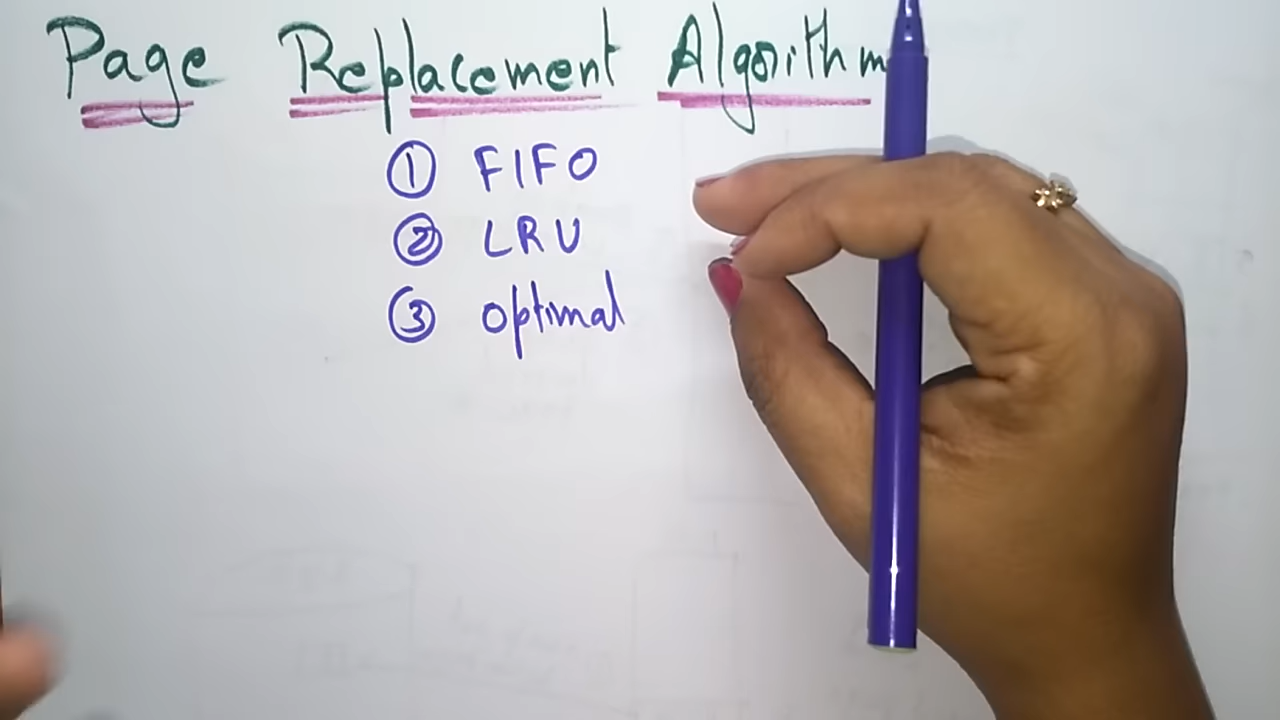 Page Replacement Algorithm
① FIFO
② LRU
③ optimal